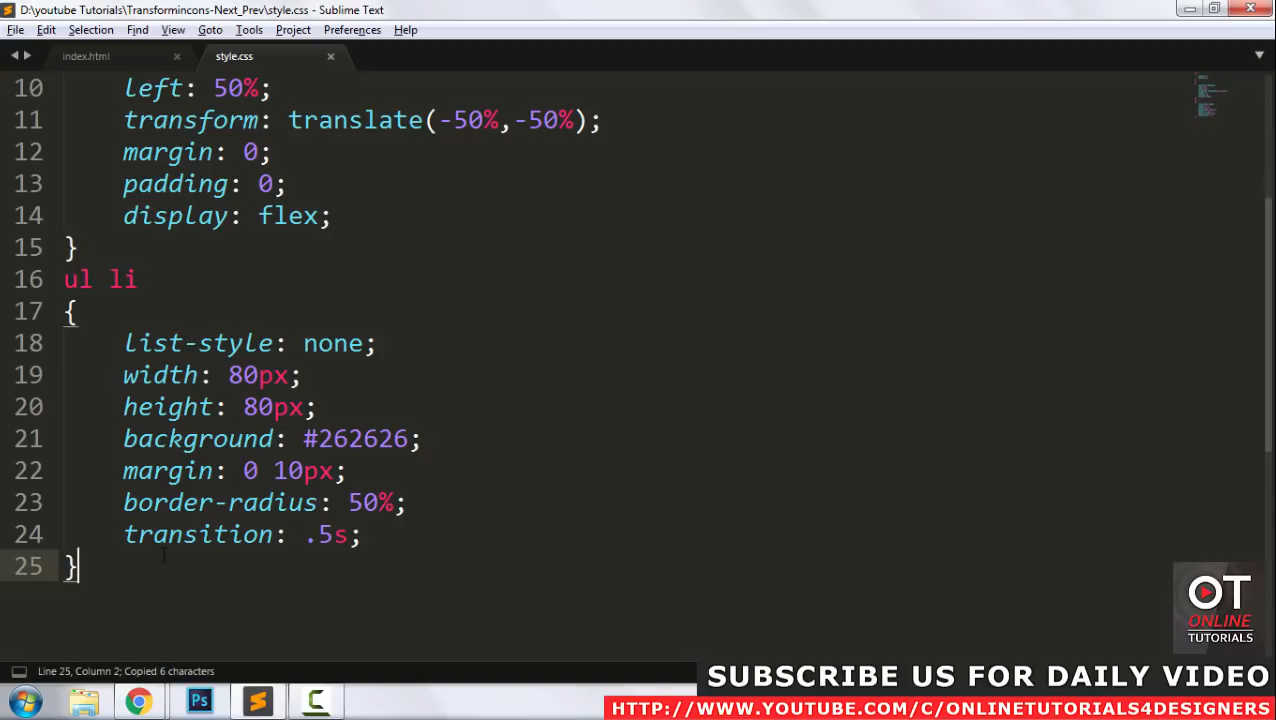 D:\youtube Tutorials\Transformincons-Next_Prev\style.css - Sublime Text
File Edit Selection Find View Goto Tools Project Preferences Help
index.html × style.css ×
10 left: 50%;
11 transform: translate(-50%,-50%);
12 margin: 0;
13 padding: 0;
14 display: flex;
15 }
16 ul li
17 {
18 list-style: none;
19 width: 80px;
20 height: 80px;
21 background: #262626;
22 margin: 0 10px;
23 border-radius: 50%;
24 transition: .5s;
25 }
OT
ONLINE
TUTORIALS
Line 25, Column 2; Copied 6 characters
SUBSCRIBE US FOR DAILY VIDEO
Ps
HTTP://WWW.YOUTUBE.COM/C/ONLINETUTORIALS4DESIGNERS